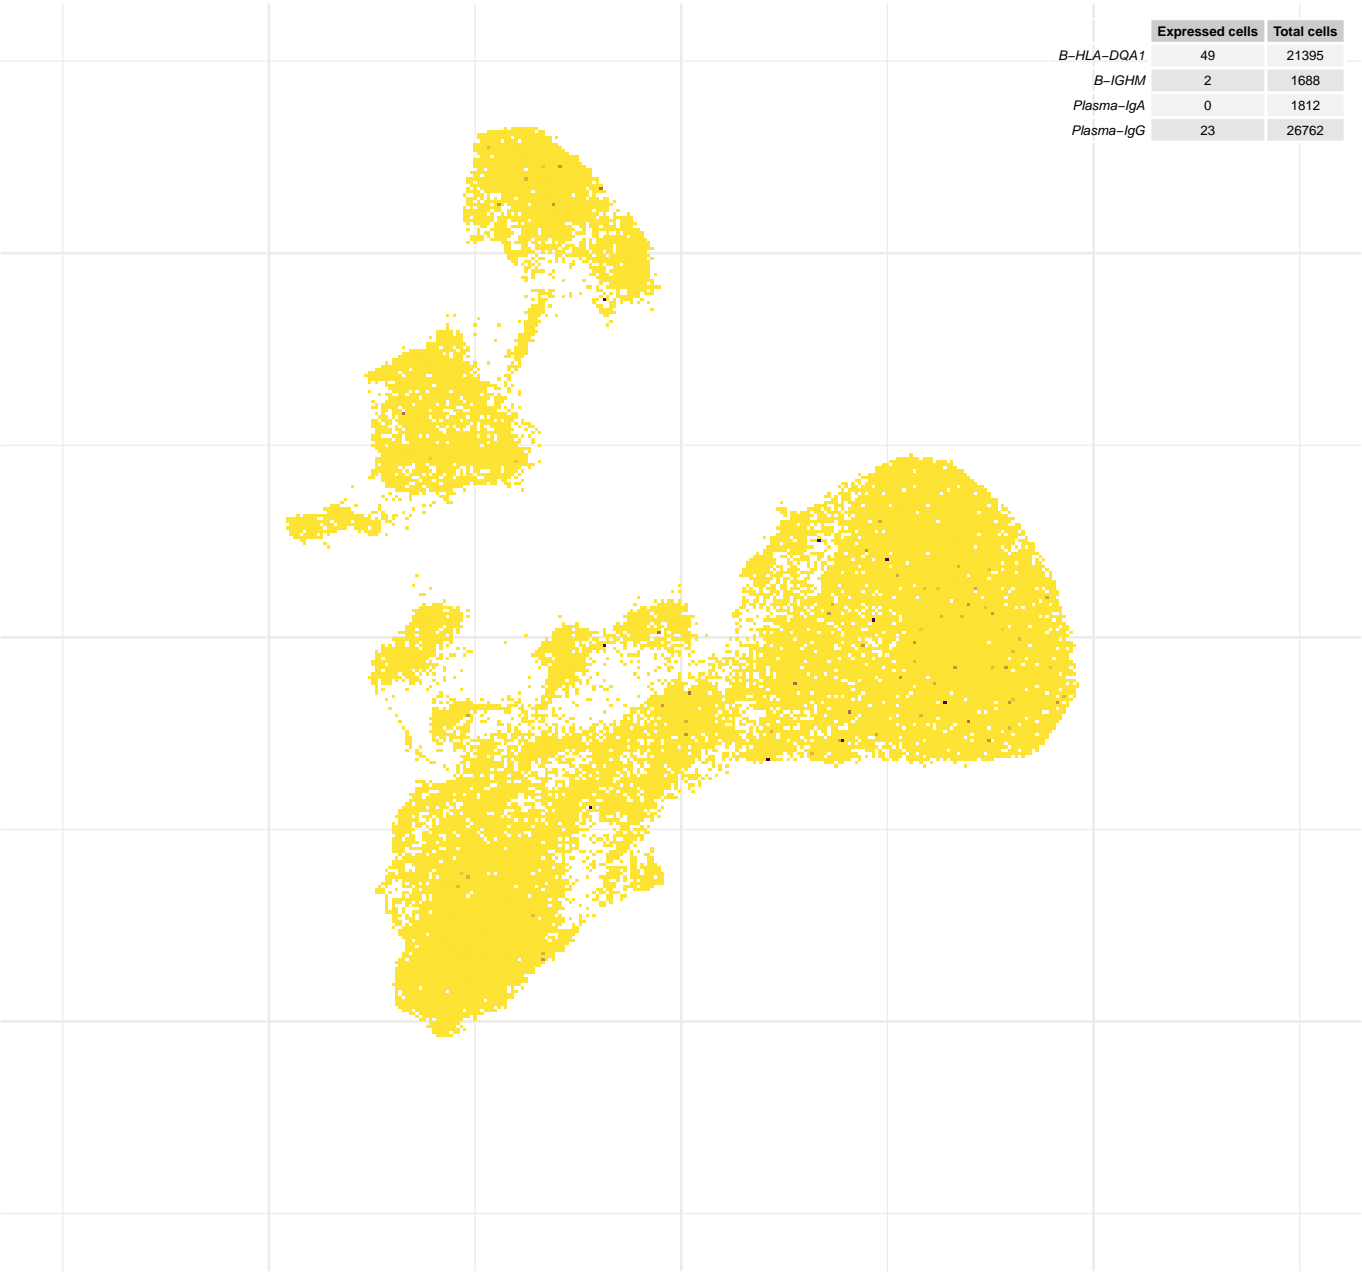 Expressed cells Total cells
B−HLA−DQA1 49 21395
B−IGHM 2 1688
Plasma−IgA 0 1812
Plasma−IgG 23 26762